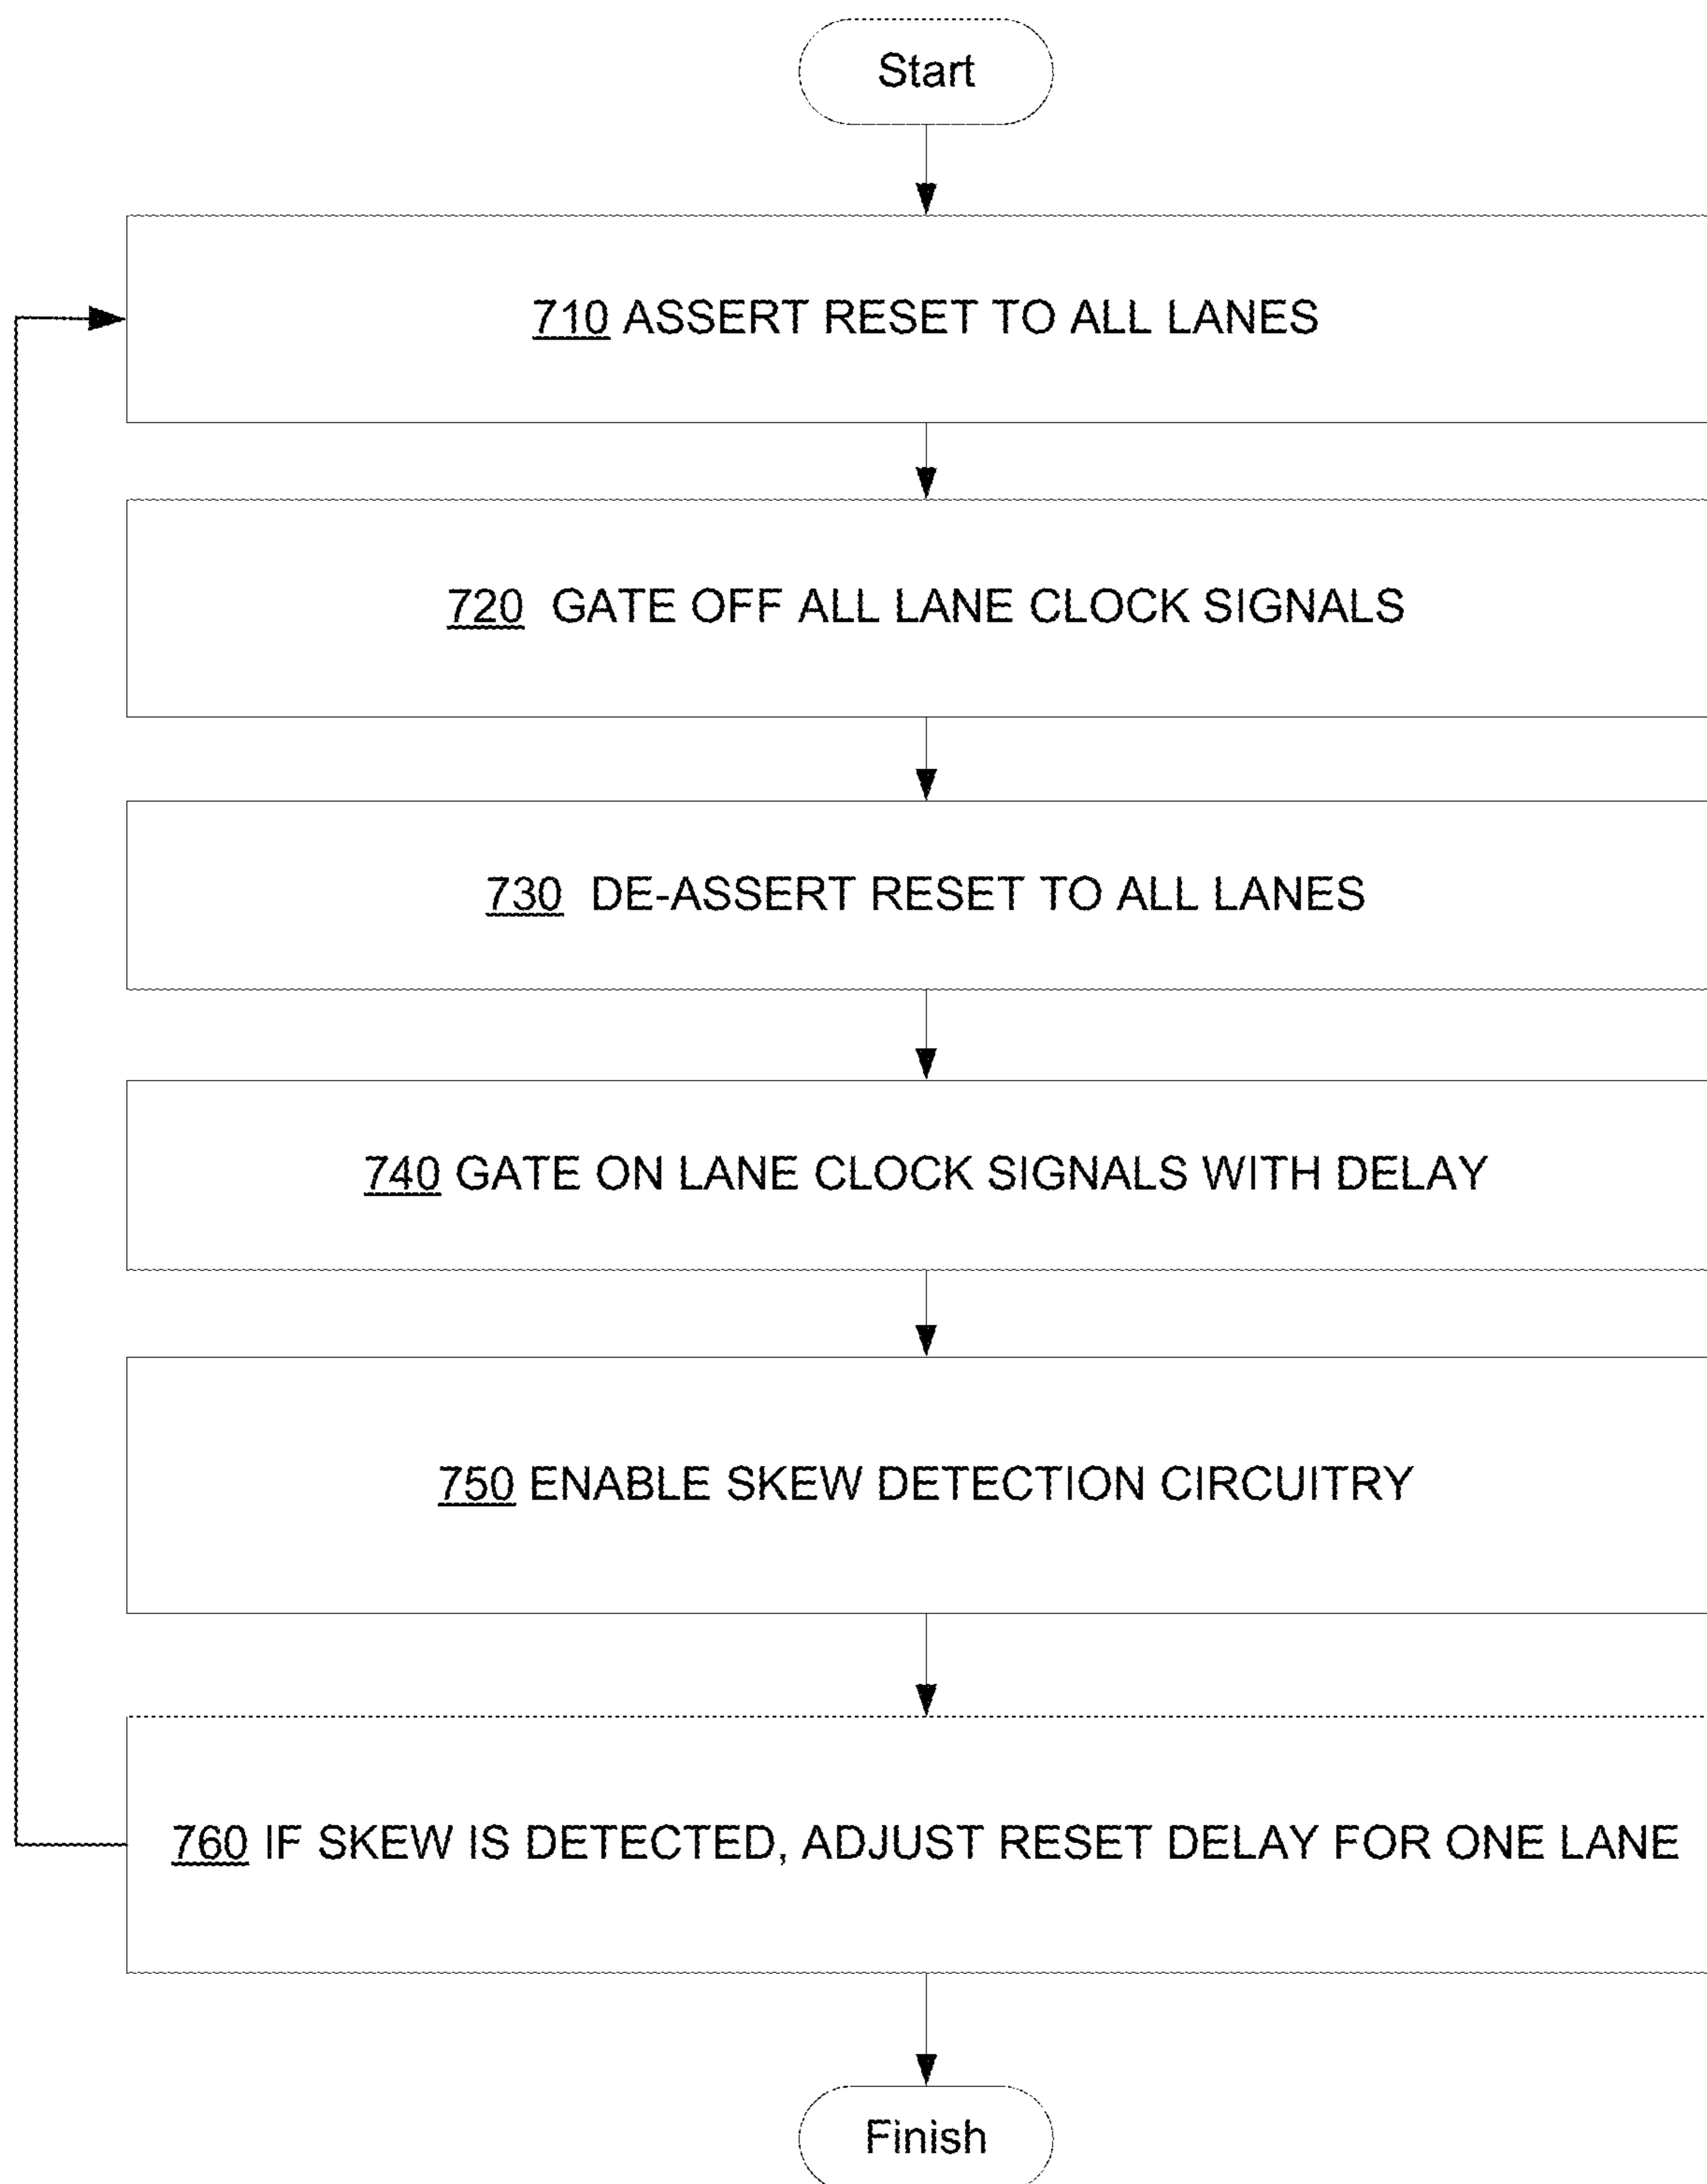 Start
710 ASSERT RESET TO ALL LANES
720 GATE OFF ALL LANE CLOCK SIGNALS
730 DE-ASSERT RESET TO ALL LANES
740 GATE ON LANE CLOCK SIGNALS WITH DELAY
750 ENABLE SKEW DETECTION CIRCUITRY
760 IF SKEW IS DETECTED, ADJUST RESET DELAY FOR ONE LANE
Finish